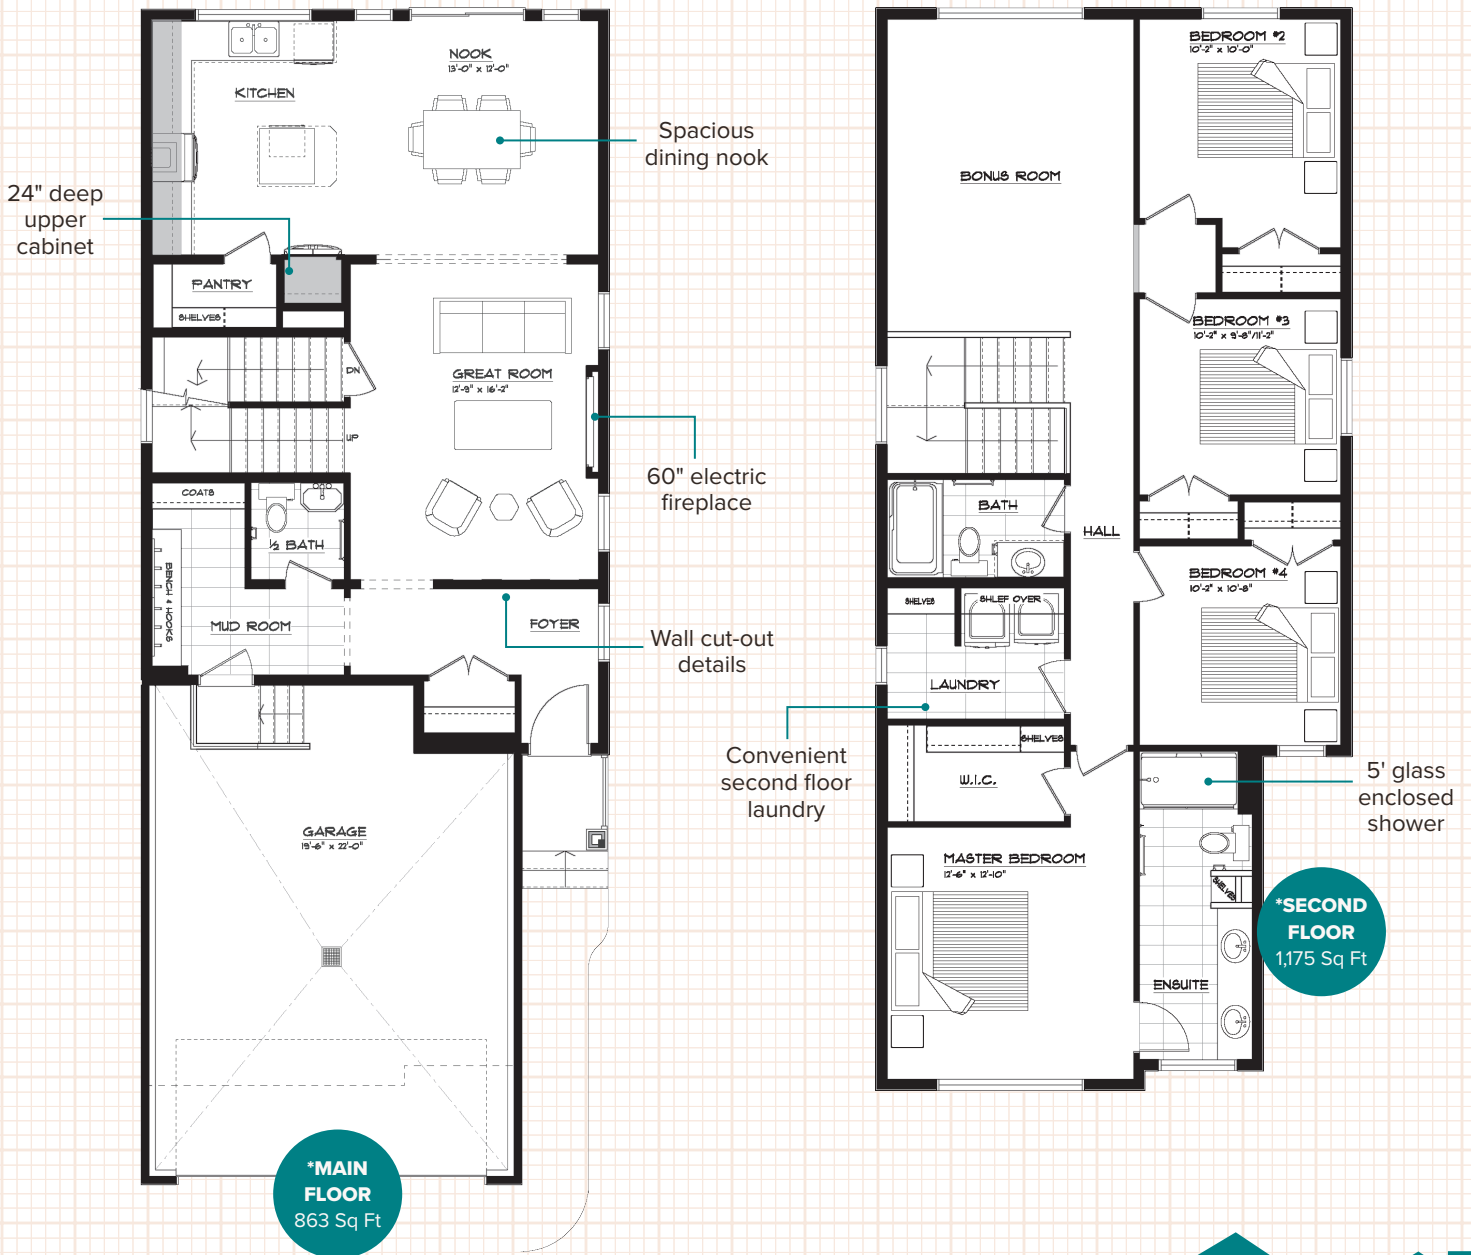 NOOK
13'-0" x 12'-0"
KITCHEN
Spacious
dining nook
24" deep
upper
cabinet
PANTRY
SHELVES
DN
GREAT ROOM
12'-9" x 16'-2"
UP
60" electric
fireplace
COATS
½ BATH
BENCH & HOOKS
MUD ROOM
FOYER
Wall cut-out
details
GARAGE
19'-6" x 22'-0"
*MAIN
FLOOR
863 Sq Ft
BEDROOM #2
10'-2" x 10'-0"
BONUS ROOM
BEDROOM #3
10'-2" x 9'-8"/11'-2"
BATH
HALL
BEDROOM #4
10'-2" x 10'-8"
SHELVES
SHLEF OVER
LAUNDRY
Convenient
second floor
laundry
SHELVES
W.I.C.
5' glass
enclosed
shower
MASTER BEDROOM
12'-6" x 12'-10"
SHELVES
ENSUITE
*SECOND
FLOOR
1,175 Sq Ft